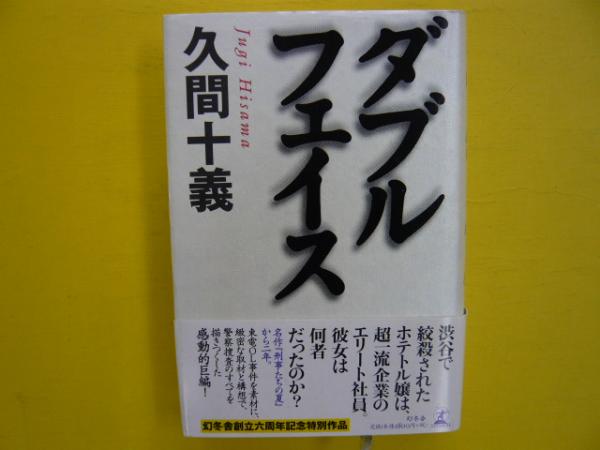 ダブル
フェイス
久間十義
Jugi Hisama
渋谷で
絞殺された
ホテトル嬢は、
超一流企業の
エリート社員。
彼女は
何者
だったのか?
名作『刑事たちの夏』
から二年。
東電OL事件を素材に、
緻密な取材と構想で、
警察捜査のすべてを
描きつくした
感動的巨編!
幻冬舎創立六周年記念特別作品
幻冬舎